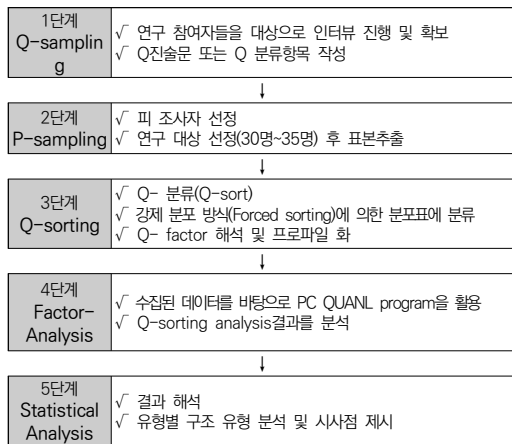 1단계
Q-samplin
g
√ 연구 참여자들을 대상으로 인터뷰 진행 및 확보
√ Q진술문 또는 Q 분류항목 작성
↓
2단계
P-sampling
√ 피 조사자 선정
√ 연구 대상 선정(30명~35명) 후 표본추출
↓
3단계
Q-sorting
√ Q- 분류(Q-sort)
√ 강제 분포 방식(Forced sorting)에 의한 분포표에 분류
√ Q- factor 해석 및 프로파일 화
↓
4단계
Factor-
Analysis
√ 수집된 데이터를 바탕으로 PC QUANL program을 활용
√ Q-sorting analysis결과를 분석
↓
5단계
Statistical
Analysis
√ 결과 해석
√ 유형별 구조 유형 분석 및 시사점 제시